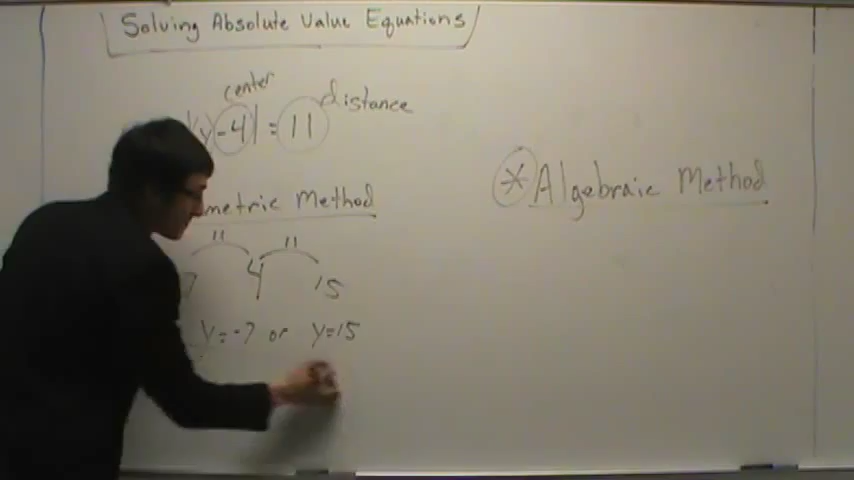 Solving Absolute Value Equations
center
distance
|y-4| = 11
metric Method
* Algebraic Method
11 11
7 4 15
y=-7 or y=15